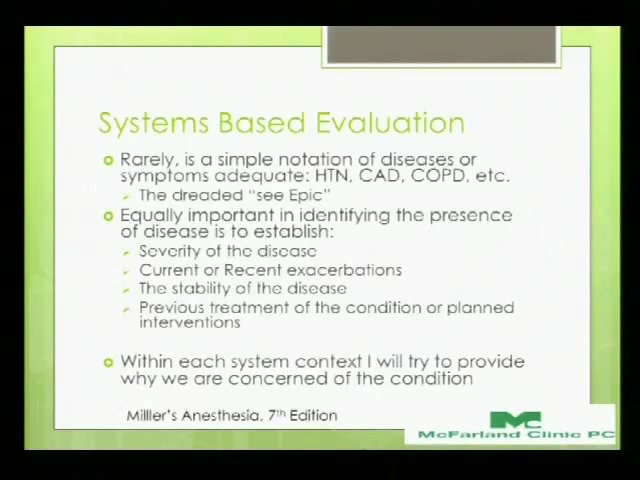 Systems Based Evaluation
Rarely, is a simple notation of diseases or
symptoms adequate: HTN, CAD, COPD, etc.
The dreaded "see Epic"
Equally important in identifying the presence
of disease is to establish:
Severity of the disease
Current or Recent exacerbations
The stability of the disease
Previous treatment of the condition or planned
interventions
Within each system context I will try to provide
why we are concerned of the condition
Milller's Anesthesia, 7th Edition
MC
McFarland Clinic PC